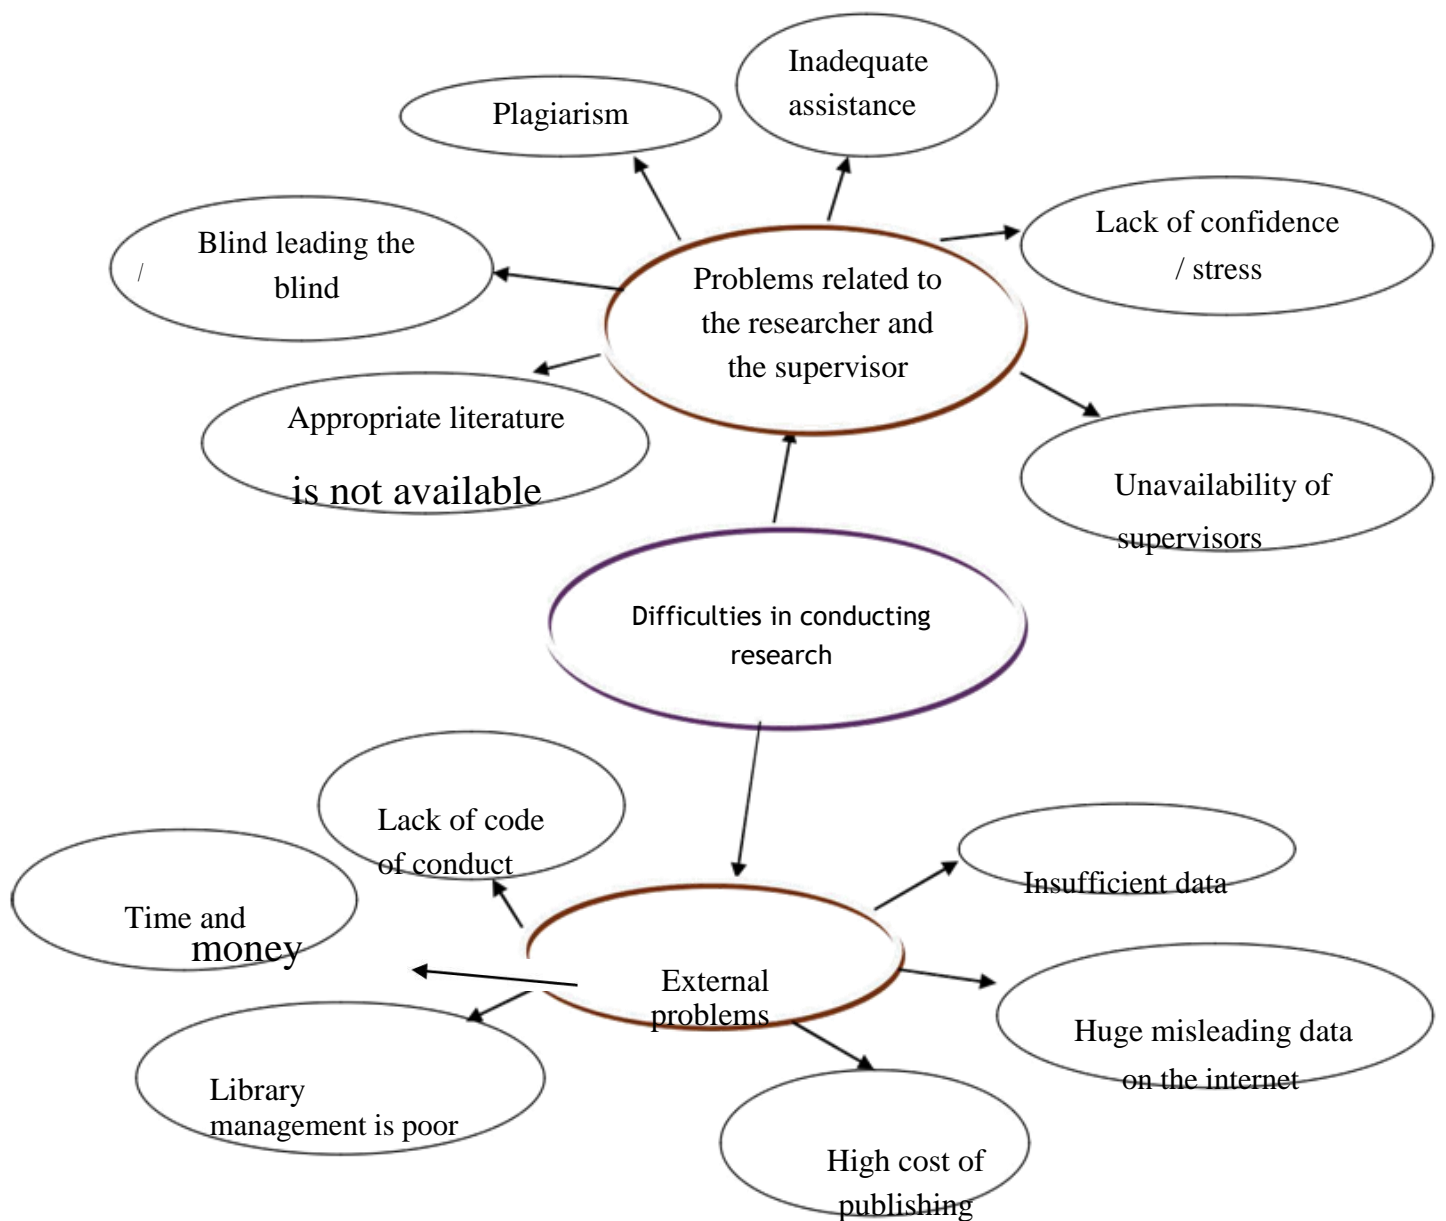 Inadequate
assistance
Plagiarism
Lack of confidence
/ stress
Blind leading the
/
blind
Problems related to
the researcher and
the supervisor
Appropriate literature
is not available
Unavailability of
supervisors
Difficulties in conducting
research
Lack of code
of conduct
Insufficient data
Time and
money
External
problems
Huge misleading data
on the internet
Library
management is poor
High cost of
publishing